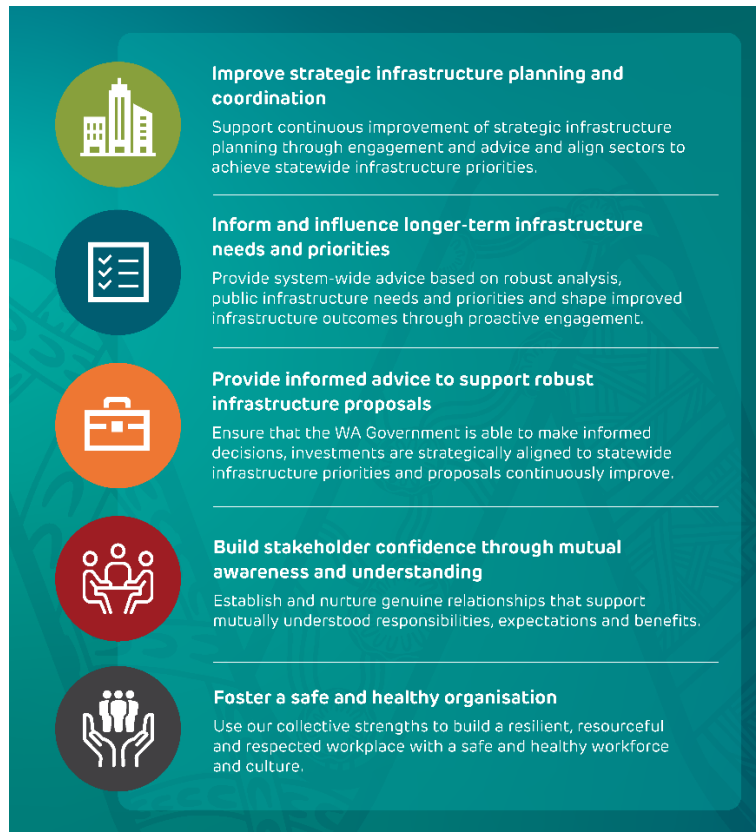 Improve strategic infrastructure planning and
coordination
Support continuous improvement of strategic infrastructure
planning through engagement and advice and align sectors to
achieve statewide infrastructure priorities.
Inform and influence longer-term infrastructure
needs and priorities
Provide system-wide advice based on robust analysis,
public infrastructure needs and priorities and shape improved
infrastructure outcomes through proactive engagement.
Provide informed advice to support robust
infrastructure proposals
Ensure that the WA Government is able to make informed
decisions, investments are strategically aligned to statewide
infrastructure priorities and proposals continuously improve.
Build stakeholder confidence through mutual
awareness and understanding
Establish and nurture genuine relationships that support
mutually understood responsibilities, expectations and benefits.
Foster a safe and healthy organisation
Use our collective strengths to build a resilient, resourceful
and respected workplace with a safe and healthy workforce
and culture.